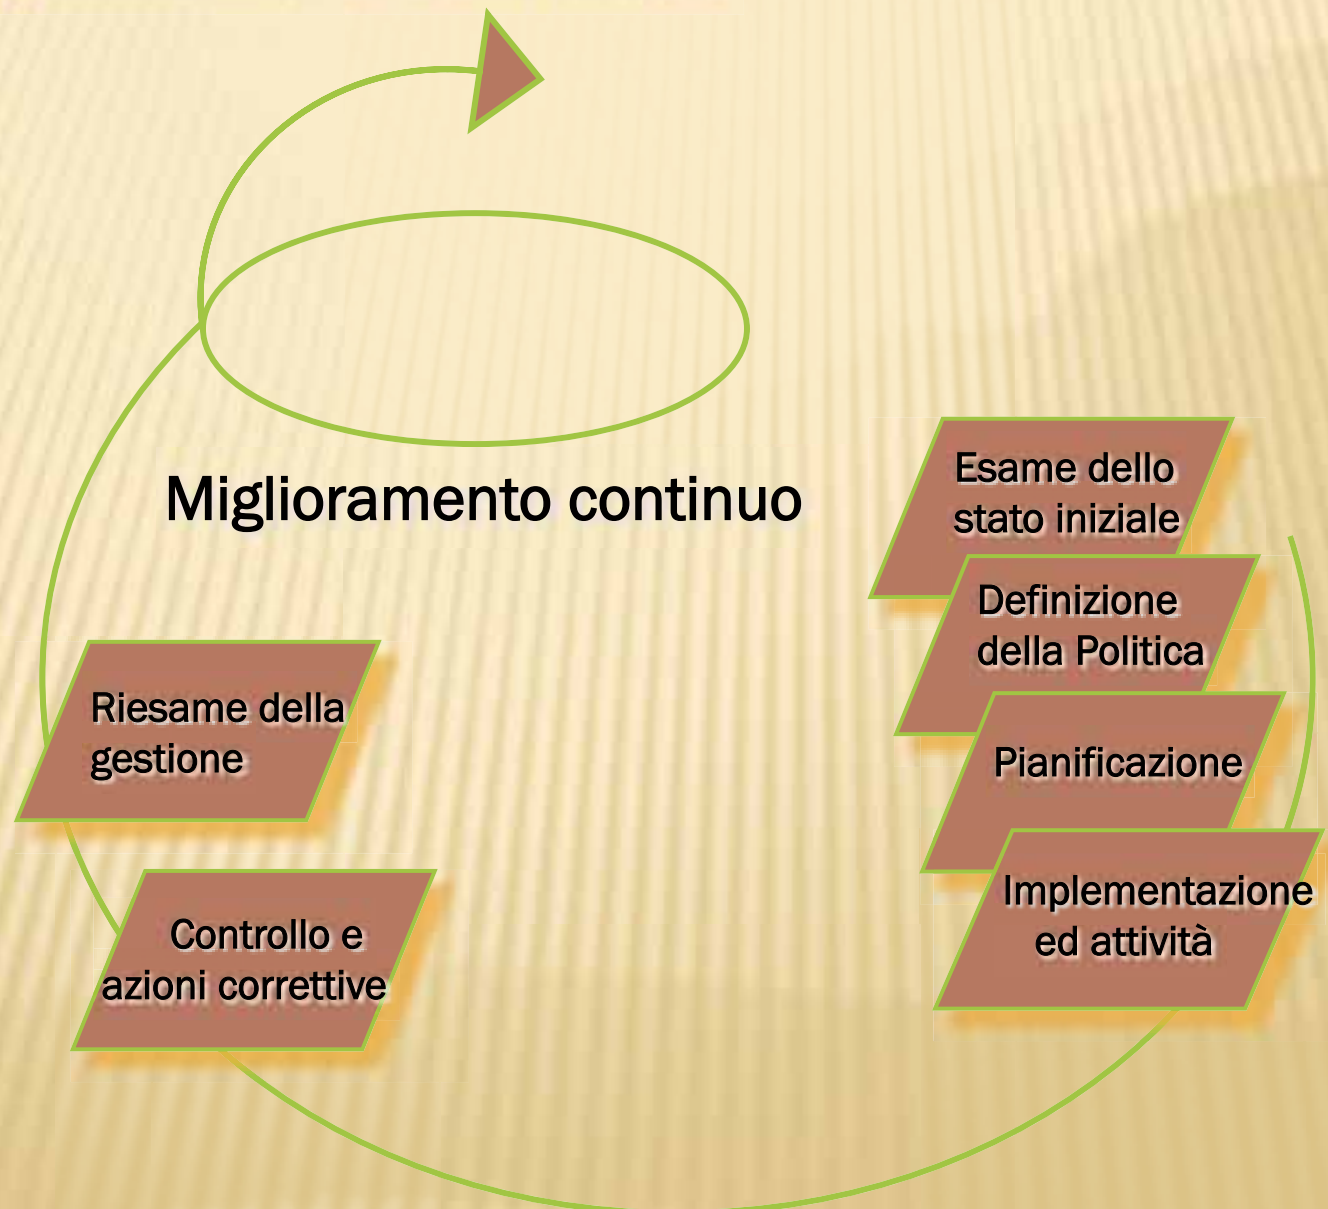 Miglioramento continuo
Esame dello
stato iniziale
Definizione
della Politica
Pianificazione
Implementazione
ed attività
Controllo e
azioni correttive
Riesame della
gestione